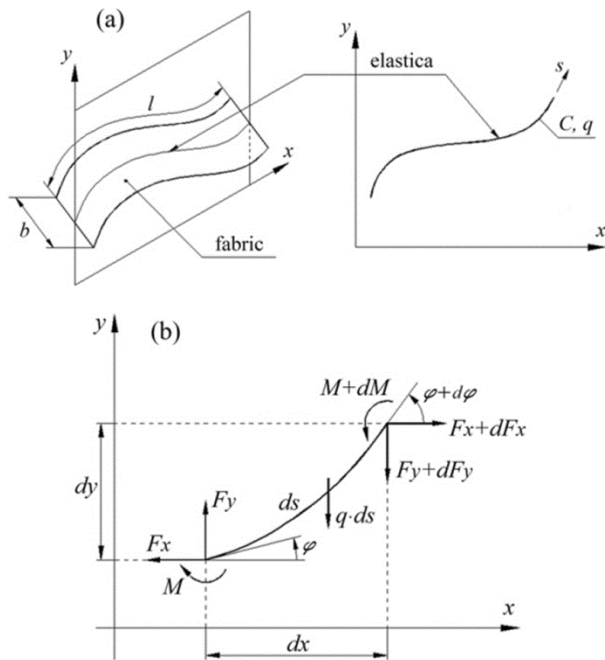 (a)
y
y
elastica
s
l
C, q
x
b
fabric
x
y
(b)
M+dM
φ+dφ
Fx+dFx
dy
Fy
ds
Fy+dFy
q·ds
Fx
φ
M
x
dx